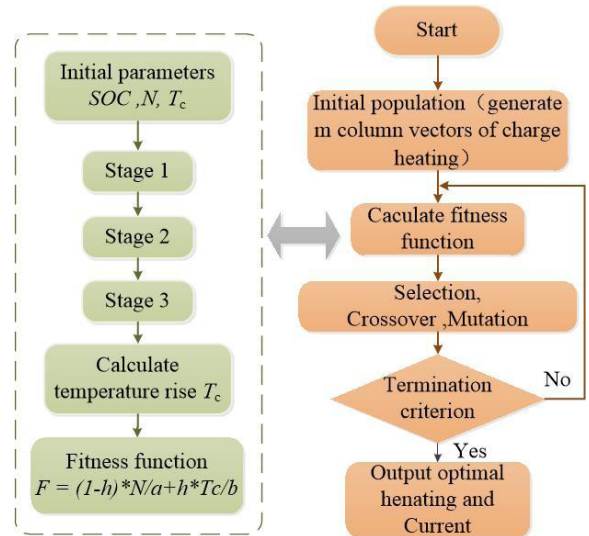 Initial parameters
SOC ,N, Tc
Stage 1
Stage 2
Stage 3
Calculate
temperature rise Tc
Fitness function
F = (1-h)*N/a+h*Tc/b
Start
Initial population（generate
m column vectors of charge
heating）
Caculate fitness
function
Selection,
Crossover ,Mutation
Termination
criterion
No
Yes
Output optimal
henating and
Current